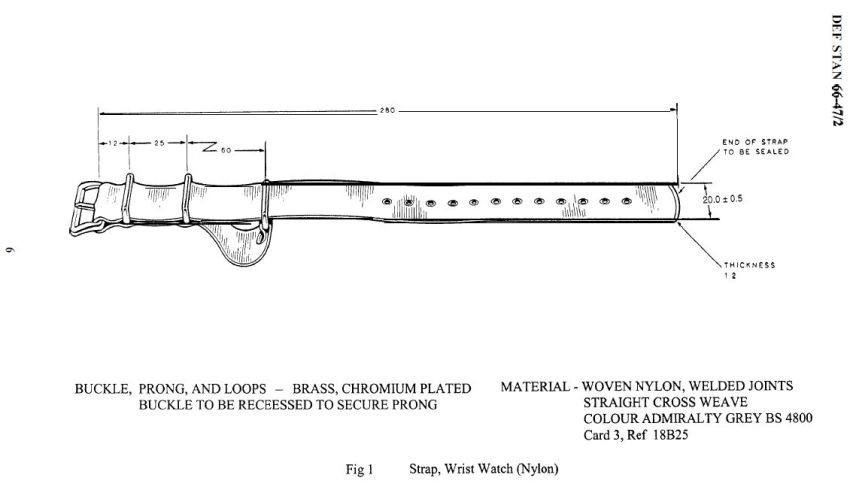 DEF STAN 66-47/2
280
12
25
60
END OF STRAP
TO BE SEALED
20.0 ± 0.5
THICKNESS
1·2
6
BUCKLE, PRONG, AND LOOPS – BRASS, CHROMIUM PLATED
BUCKLE TO BE RECEESSED TO SECURE PRONG
MATERIAL - WOVEN NYLON, WELDED JOINTS
STRAIGHT CROSS WEAVE
COLOUR ADMIRALTY GREY BS 4800
Card 3, Ref 18B25
Fig 1 Strap, Wrist Watch (Nylon)